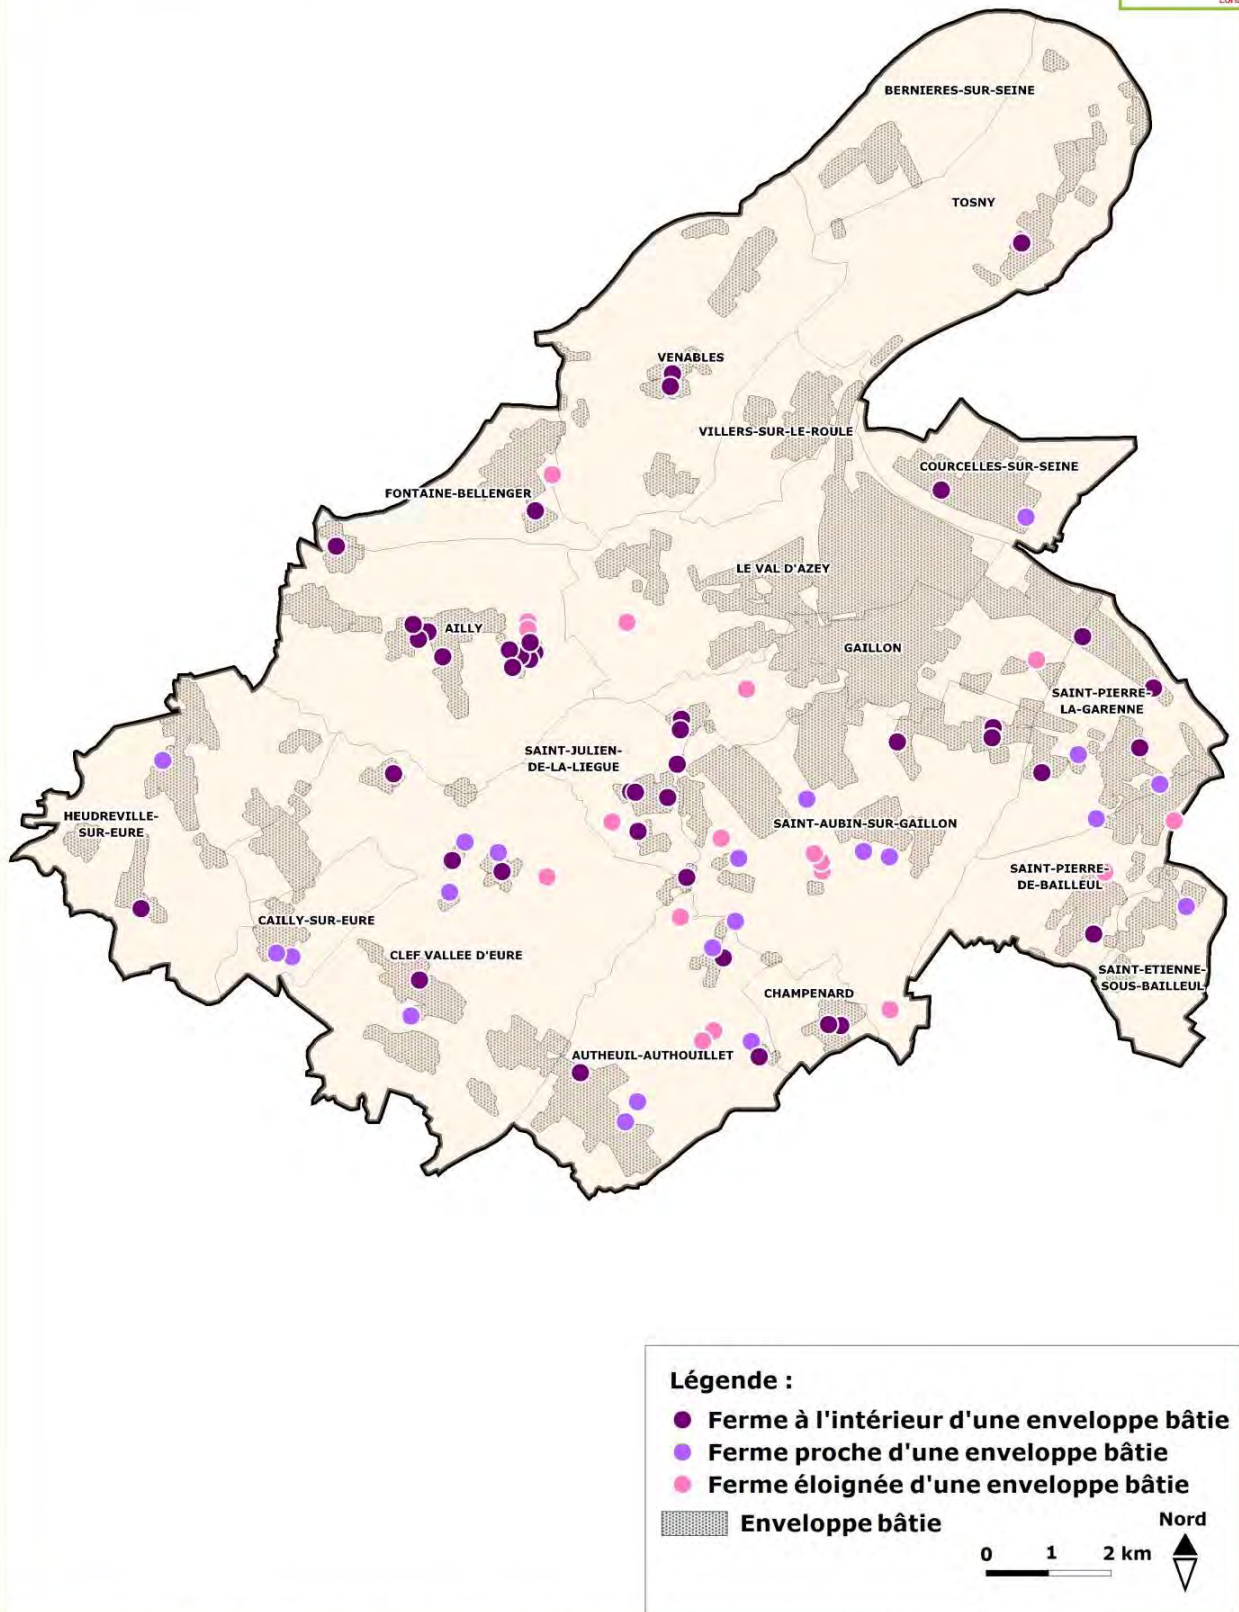 BERNIERES-SUR-SEINE
TOSNY
VENABLES
VILLERS-SUR-LE-ROULE
COURCELLES-SUR-SEINE
FONTAINE-BELLENGER
LE VAL D'AZEY
AILLY
GAILLON
SAINT-PIERRE-
LA-GARENNE
SAINT-JULIEN-
DE-LA-LIEGUE
HEUDREVILLE-
SUR-EURE
SAINT-AUBIN-SUR-GAILLON
SAINT-PIERRE-
DE-BAILLEUL
CAILLY-SUR-EURE
CLEF VALLEE D'EURE
SAINT-ETIENNE-
SOUS-BAILLEUL
CHAMPENARD
AUTHEUIL-AUTHOUILLET
Légende :
Ferme à l'intérieur d'une enveloppe bâtie
Ferme proche d'une enveloppe bâtie
Ferme éloignée d'une enveloppe bâtie
Enveloppe bâtie
Nord
0 1 2 km